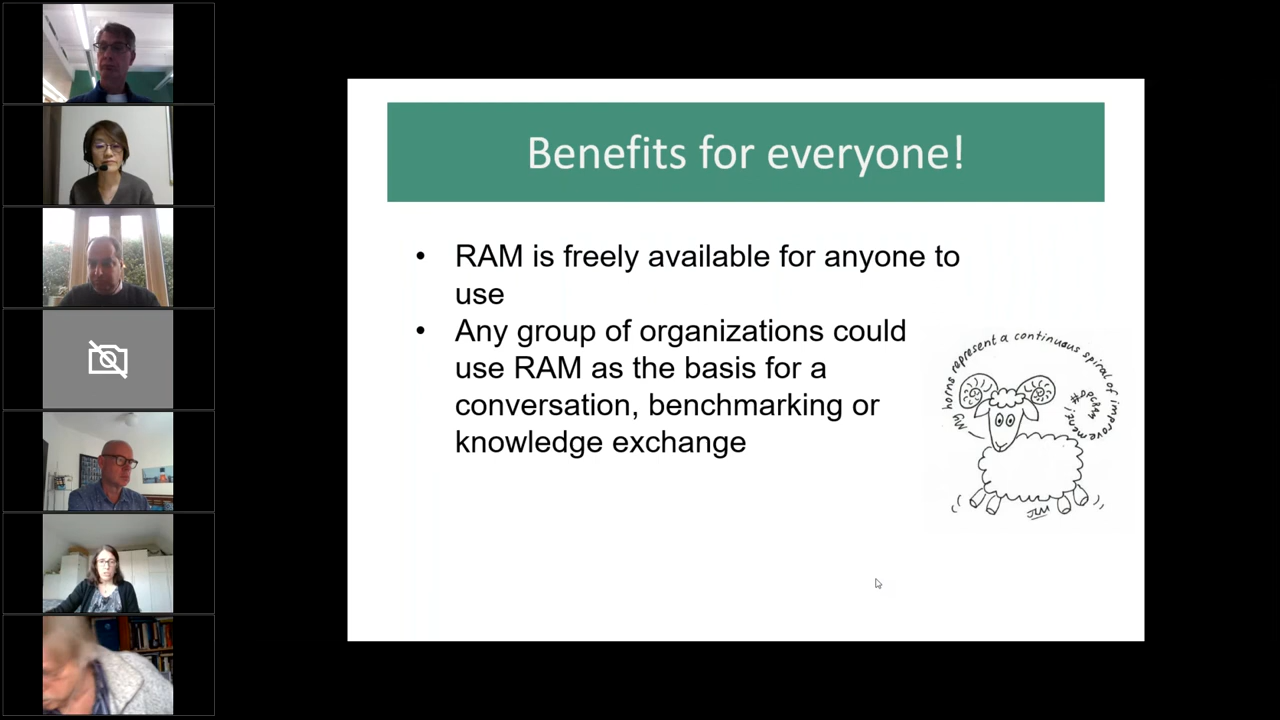 Benefits for everyone!
• RAM is freely available for anyone to
use
• Any group of organizations could
use RAM as the basis for a
conversation, benchmarking or
knowledge exchange
My horns represent a continuous spiral of improvement!
#DPCRAM
JLM